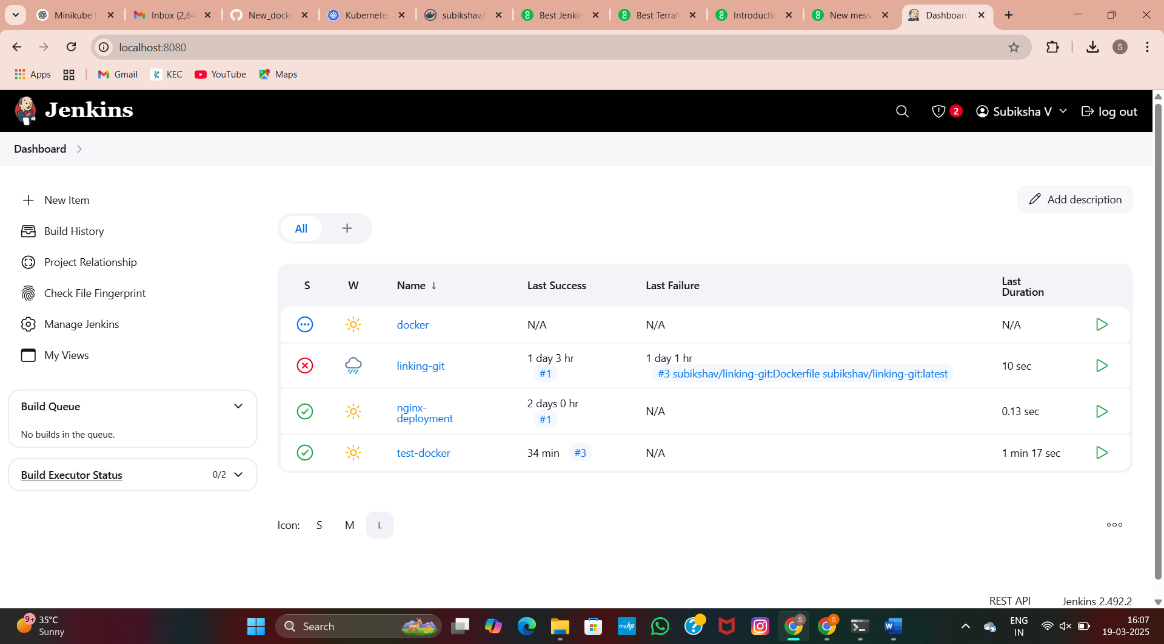 Minikube
Inbox (2,6
New_dock
Kubernete
subikshav/
Best Jenkin
Best Terra
Introductio
New mess
Dashboard
localhost:8080
S
Apps
Gmail
KEC
YouTube
Maps
Jenkins
2
Subiksha V
log out
Dashboard
New Item
Build History
Project Relationship
Check File Fingerprint
Manage Jenkins
My Views
Build Queue
No builds in the queue.
Build Executor Status 0/2
Add description
All +
S W Name ↓ Last Success Last Failure Last Duration
docker N/A N/A N/A
linking-git 1 day 3 hr #1 1 day 1 hr #3 subikshav/linking-git:Dockerfile subikshav/linking-git:latest 10 sec
nginx-deployment 2 days 0 hr #1 N/A 0.13 sec
test-docker 34 min #3 N/A 1 min 17 sec
Icon: S M L
REST API Jenkins 2.492.2
35°C
Sunny
Search
ENG
IN
16:07
19-03-2025